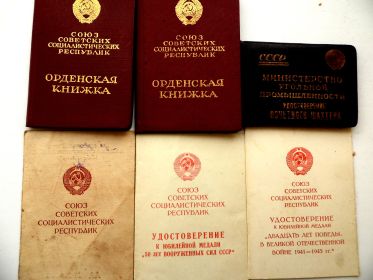 СОЮЗ
СОВЕТСКИХ
СОЦИАЛИСТИЧЕСКИХ
РЕСПУБЛИК
ОРДЕНСКАЯ
КНИЖКА
СОЮЗ
СОВЕТСКИХ
СОЦИАЛИСТИЧЕСКИХ
РЕСПУБЛИК
ОРДЕНСКАЯ
КНИЖКА
СССР
МИНИСТЕРСТВО
УГОЛЬНОЙ
ПРОМЫШЛЕННОСТИ
УДОСТОВЕРЕНИЕ
ПОЧЕТНОГО ШАХТЕРА
СОЮЗ
СОВЕТСКИХ
СОЦИАЛИСТИЧЕСКИХ
РЕСПУБЛИК
СОЮЗ
СОВЕТСКИХ
СОЦИАЛИСТИЧЕСКИХ
РЕСПУБЛИК
УДОСТОВЕРЕНИЕ
К ЮБИЛЕЙНОЙ МЕДАЛИ
„50 ЛЕТ ВООРУЖЕННЫХ СИЛ СССР"
СОЮЗ
СОВЕТСКИХ
СОЦИАЛИСТИЧЕСКИХ
РЕСПУБЛИК
УДОСТОВЕРЕНИЕ
К ЮБИЛЕЙНОЙ МЕДАЛИ
„ДВАДЦАТЬ ЛЕТ ПОБЕДЫ
В ВЕЛИКОЙ ОТЕЧЕСТВЕННОЙ
ВОЙНЕ 1941—1945 гг."